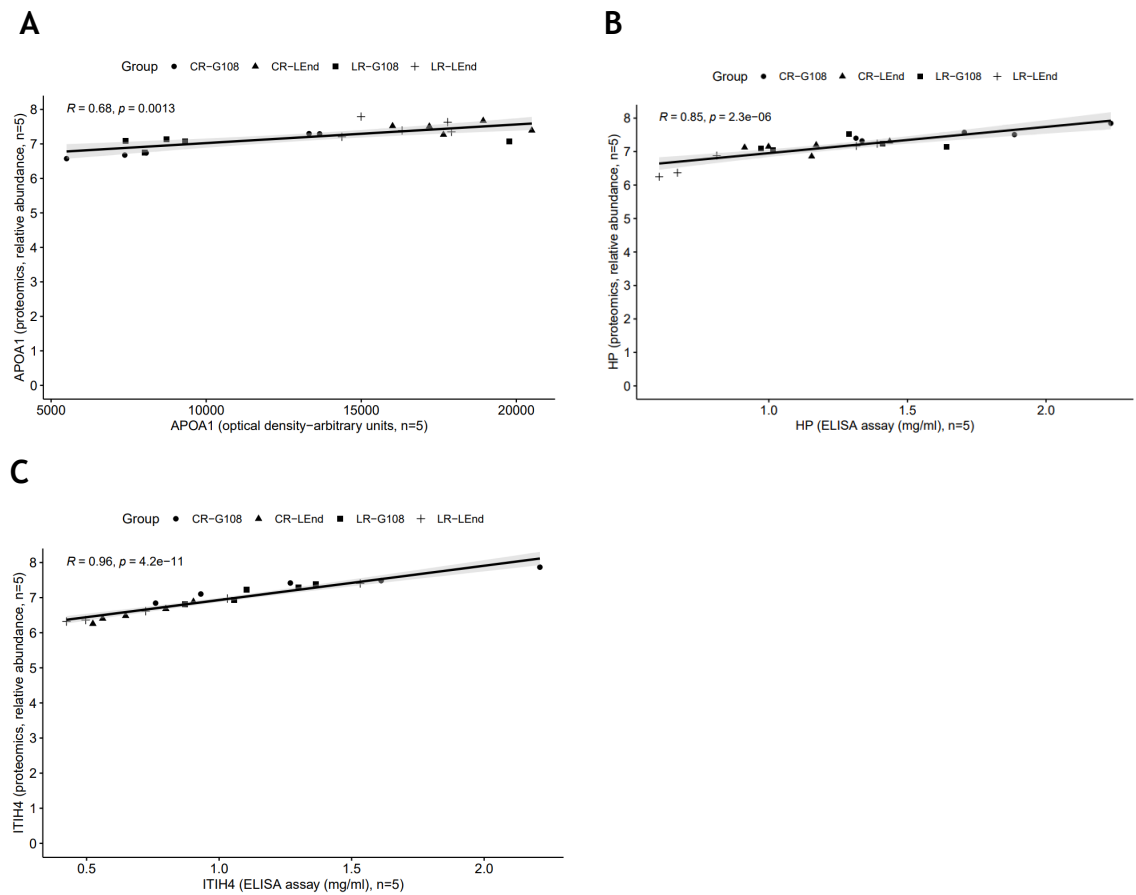 A
Group CR−G108 CR−LEnd LR−G108 LR−LEnd
R = 0.68, p = 0.0013
8
7
6
5
4
3
2
1
0
APOA1 (proteomics, relative abundance, n=5)
5000 10000 15000 20000
APOA1 (optical density−arbitrary units, n=5)
B
Group CR−G108 CR−LEnd LR−G108 LR−LEnd
R = 0.85, p = 2.3e−06
8
7
6
5
4
3
2
1
0
HP (proteomics, relative abundance, n=5)
1.0 1.5 2.0
HP (ELISA assay (mg/ml), n=5)
C
Group CR−G108 CR−LEnd LR−G108 LR−LEnd
R = 0.96, p = 4.2e−11
8
7
6
5
4
3
2
1
0
ITIH4 (proteomics, relative abundance, n=5)
0.5 1.0 1.5 2.0
ITIH4 (ELISA assay (mg/ml), n=5)